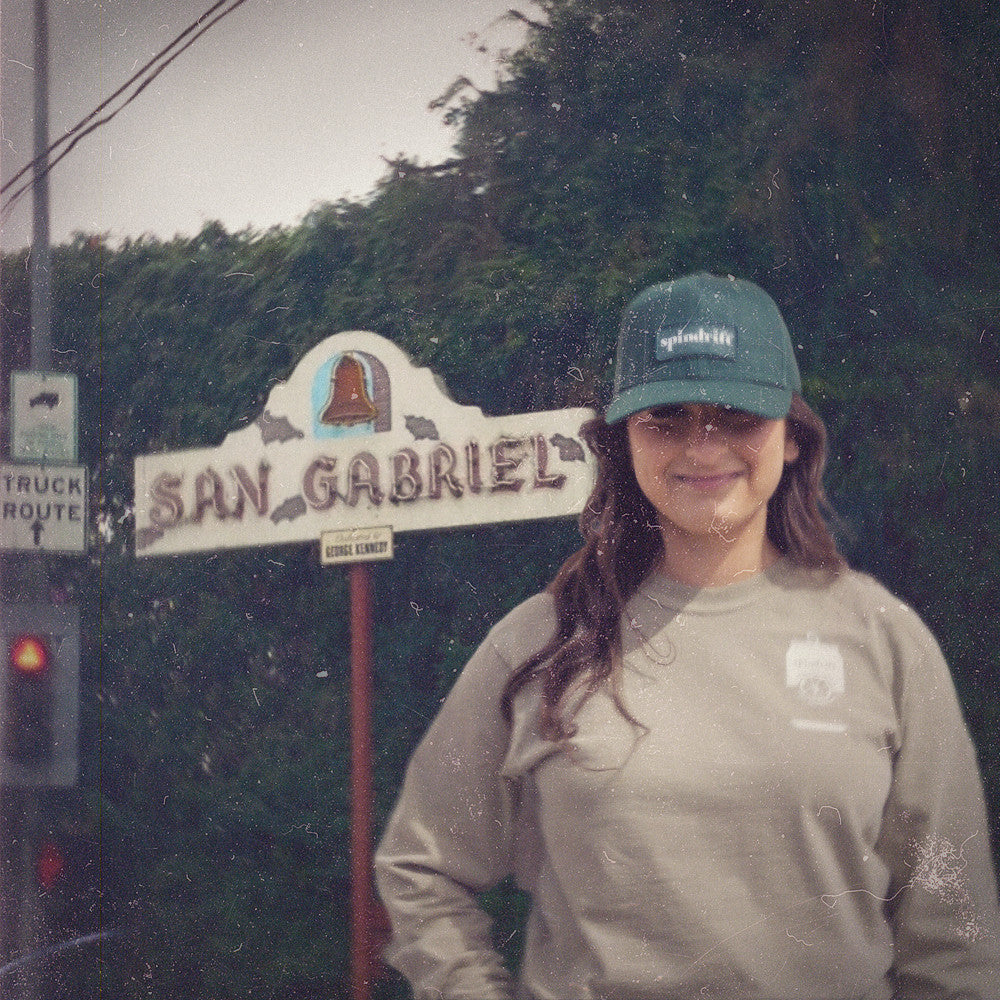 spindrift
SAN GABRIEL
Dedicated to
GEORGE KENNEDY
TRUCK
ROUTE